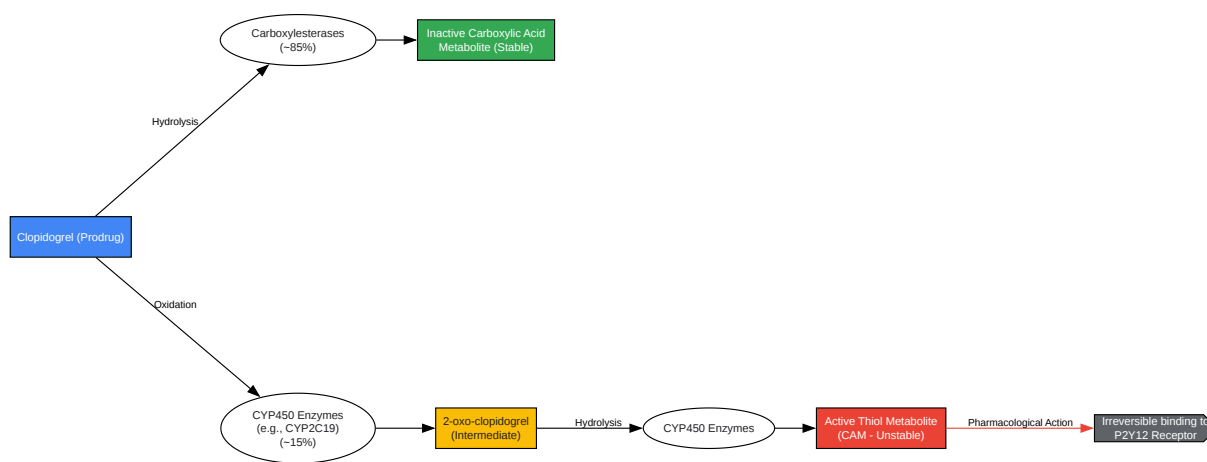 Carboxylesterases
(~85%)
Inactive Carboxylic Acid
Metabolite (Stable)
Hydrolysis
Clopidogrel (Prodrug)
Oxidation
CYP450 Enzymes
(e.g., CYP2C19)
(~15%)
2-oxo-clopidogrel
(Intermediate)
Hydrolysis
CYP450 Enzymes
Active Thiol Metabolite
(CAM - Unstable)
Pharmacological Action
Irreversible binding to
P2Y12 Receptor